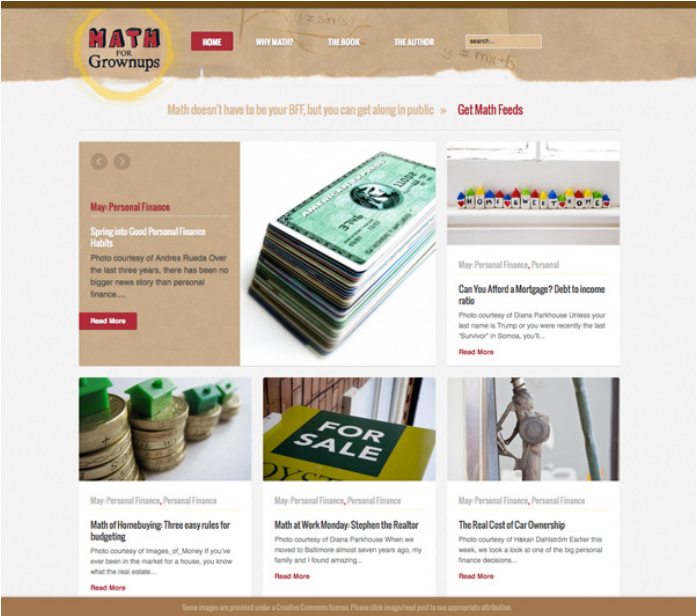 MATH
FOR
Grownups
HOME
WHY MATH?
THE BOOK
THE AUTHOR
search...
y = sin(x)
y = mx+b
Math doesn't have to be your BFF, but you can get along in public » Get Math Feeds
May: Personal Finance
Spring into Good Personal Finance
Habits
Photo courtesy of Andres Rueda Over
the last three years, there has been no
bigger news story than personal
finance....
Read More
AMERICAN EXPRESS
3746
HOME SWEET HOME
May: Personal Finance, Personal
Can You Afford a Mortgage? Debt to income
ratio
Photo courtesy of Diana Parkhouse Unless your
last name is Trump or you were recently the last
"Survivor" in Somoa, you'll...
Read More
May: Personal Finance, Personal Finance
Math of Homebuying: Three easy rules for
budgeting
Photo courtesy of Images_of_Money If you've
ever been in the market for a house, you know
what the real estate...
Read More
FOR
SALE
OYST
May: Personal Finance, Personal Finance
Math at Work Monday: Stephen the Realtor
Photo courtesy of Diana Parkhouse When we
moved to Baltimore almost seven years ago, my
family and I found amazing...
Read More
May: Personal Finance, Personal Finance
The Real Cost of Car Ownership
Photo courtesy of Håkan Dahlström Earlier this
week, we took a look at one of the big personal
finance decisions...
Read More
Some images are provided under a Creative Commons license. Please click image/read post to see appropriate attribution.